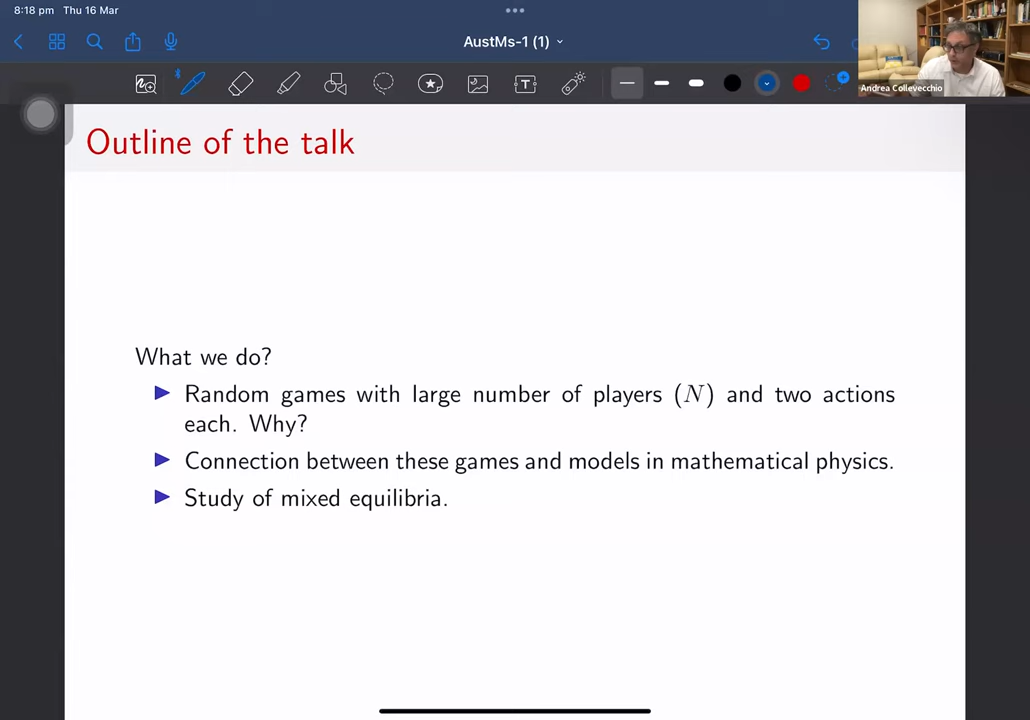 8:18 pm Thu 16 Mar
AustMs-1 (1)
T
Andrea Collevecchio
Outline of the talk
What we do?
Random games with large number of players (N) and two actions
each. Why?
Connection between these games and models in mathematical physics.
Study of mixed equilibria.